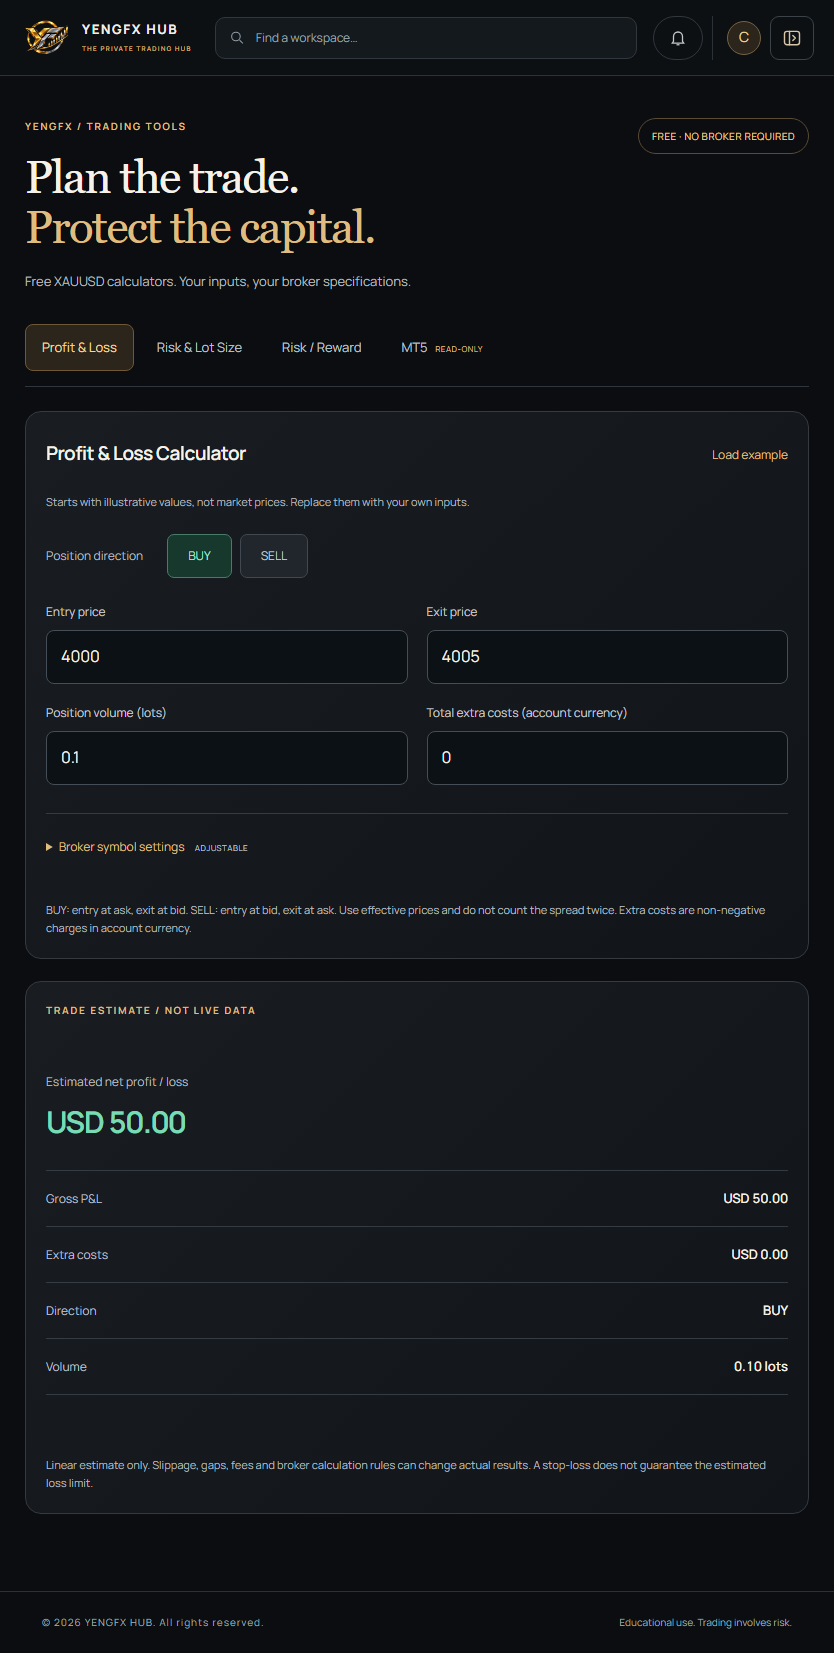 YENGFX HUB
THE PRIVATE TRADING HUB
Find a workspace...
C
YENGFX / TRADING TOOLS
FREE · NO BROKER REQUIRED
Plan the trade.
Protect the capital.
Free XAUUSD calculators. Your inputs, your broker specifications.
Profit & Loss
Risk & Lot Size
Risk / Reward
MT5 READ-ONLY
Profit & Loss Calculator
Load example
Starts with illustrative values, not market prices. Replace them with your own inputs.
Position direction
BUY
SELL
Entry price
Exit price
4000
4005
Position volume (lots)
Total extra costs (account currency)
0.1
0
Broker symbol settings ADJUSTABLE
BUY: entry at ask, exit at bid. SELL: entry at bid, exit at ask. Use effective prices and do not count the spread twice. Extra costs are non-negative
charges in account currency.
TRADE ESTIMATE / NOT LIVE DATA
Estimated net profit / loss
USD 50.00
Gross P&L
USD 50.00
Extra costs
USD 0.00
Direction
BUY
Volume
0.10 lots
Linear estimate only. Slippage, gaps, fees and broker calculation rules can change actual results. A stop-loss does not guarantee the estimated
loss limit.
© 2026 YENGFX HUB. All rights reserved.
Educational use. Trading involves risk.